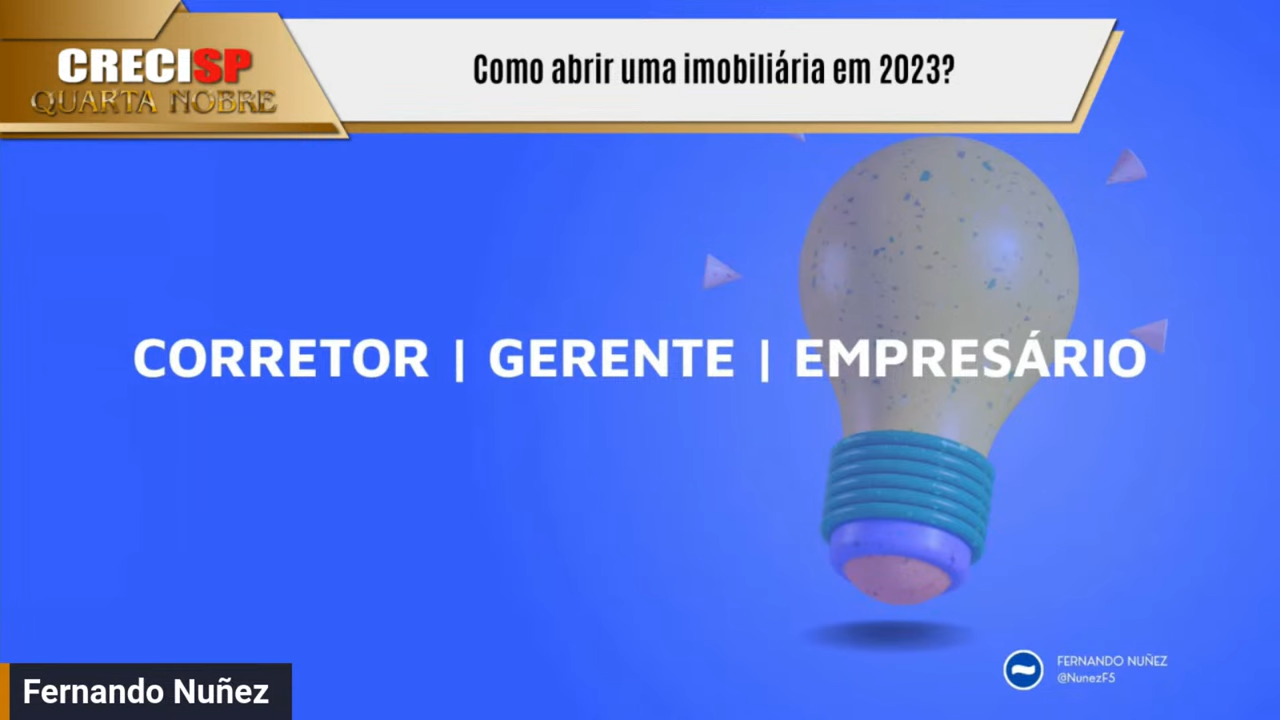 CRECISP
QUARTA NOBRE
Como abrir uma imobiliária em 2023?
CORRETOR | GERENTE | EMPRESÁRIO
FERNANDO NUÑEZ
@NunezF5
Fernando Nuñez